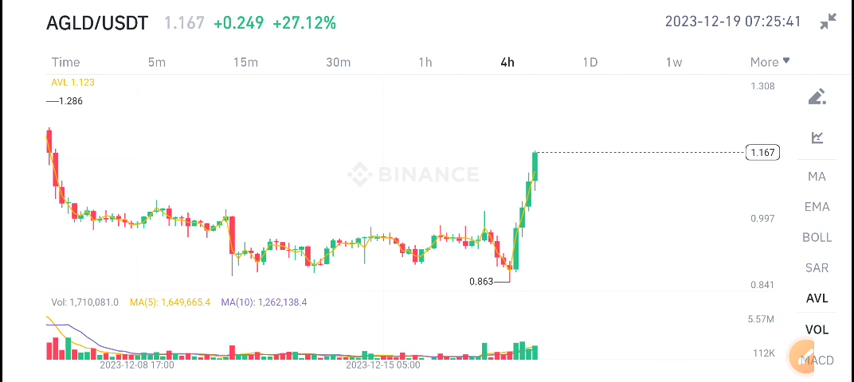 AGLD/USDT 1.167 +0.249 +27.12% 2023-12-19 07:25:41
Time 5m 15m 30m 1h 4h 1D 1w More
AVL 1.123
1.308
1.286
BINANCE
1.167
MA
EMA
0.997
BOLL
SAR
0.863
0.841
AVL
Vol: 1,710,081.0 MA(5): 1,649,665.4 MA(10): 1,262,138.4
5.57M
VOL
112K
MACD
2023-12-08 17:00 2023-12-15 05:00